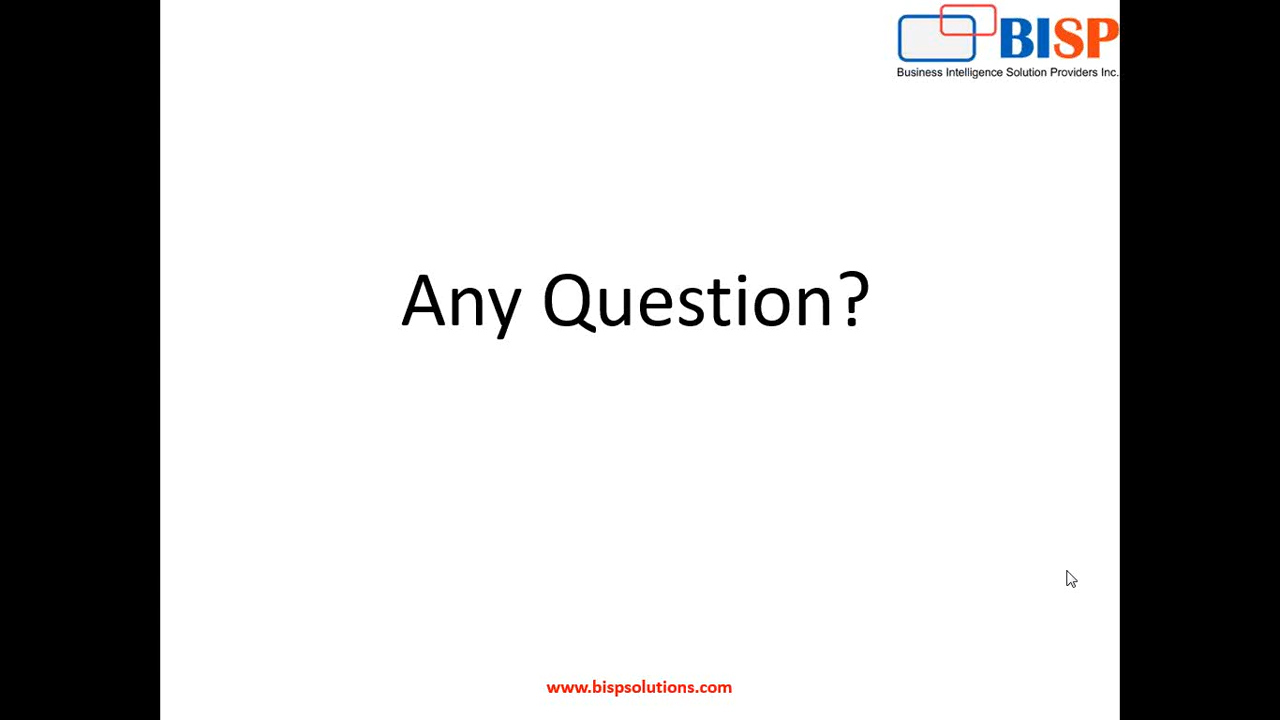 BISP
Business Intelligence Solution Providers Inc.
Any Question?
www.bispsolutions.com